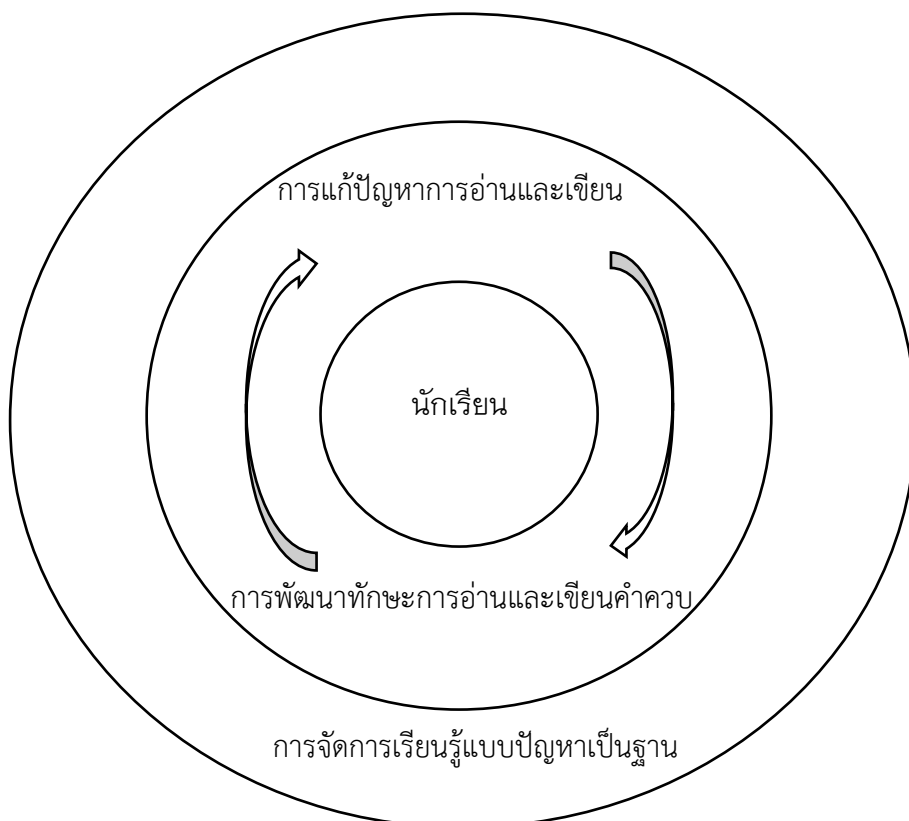 การแก้ปัญหาการอ่านและเขียน
นักเรียน
การพัฒนาทักษะการอ่านและเขียนคำควบ
การจัดการเรียนรู้แบบปัญหาเป็นฐาน